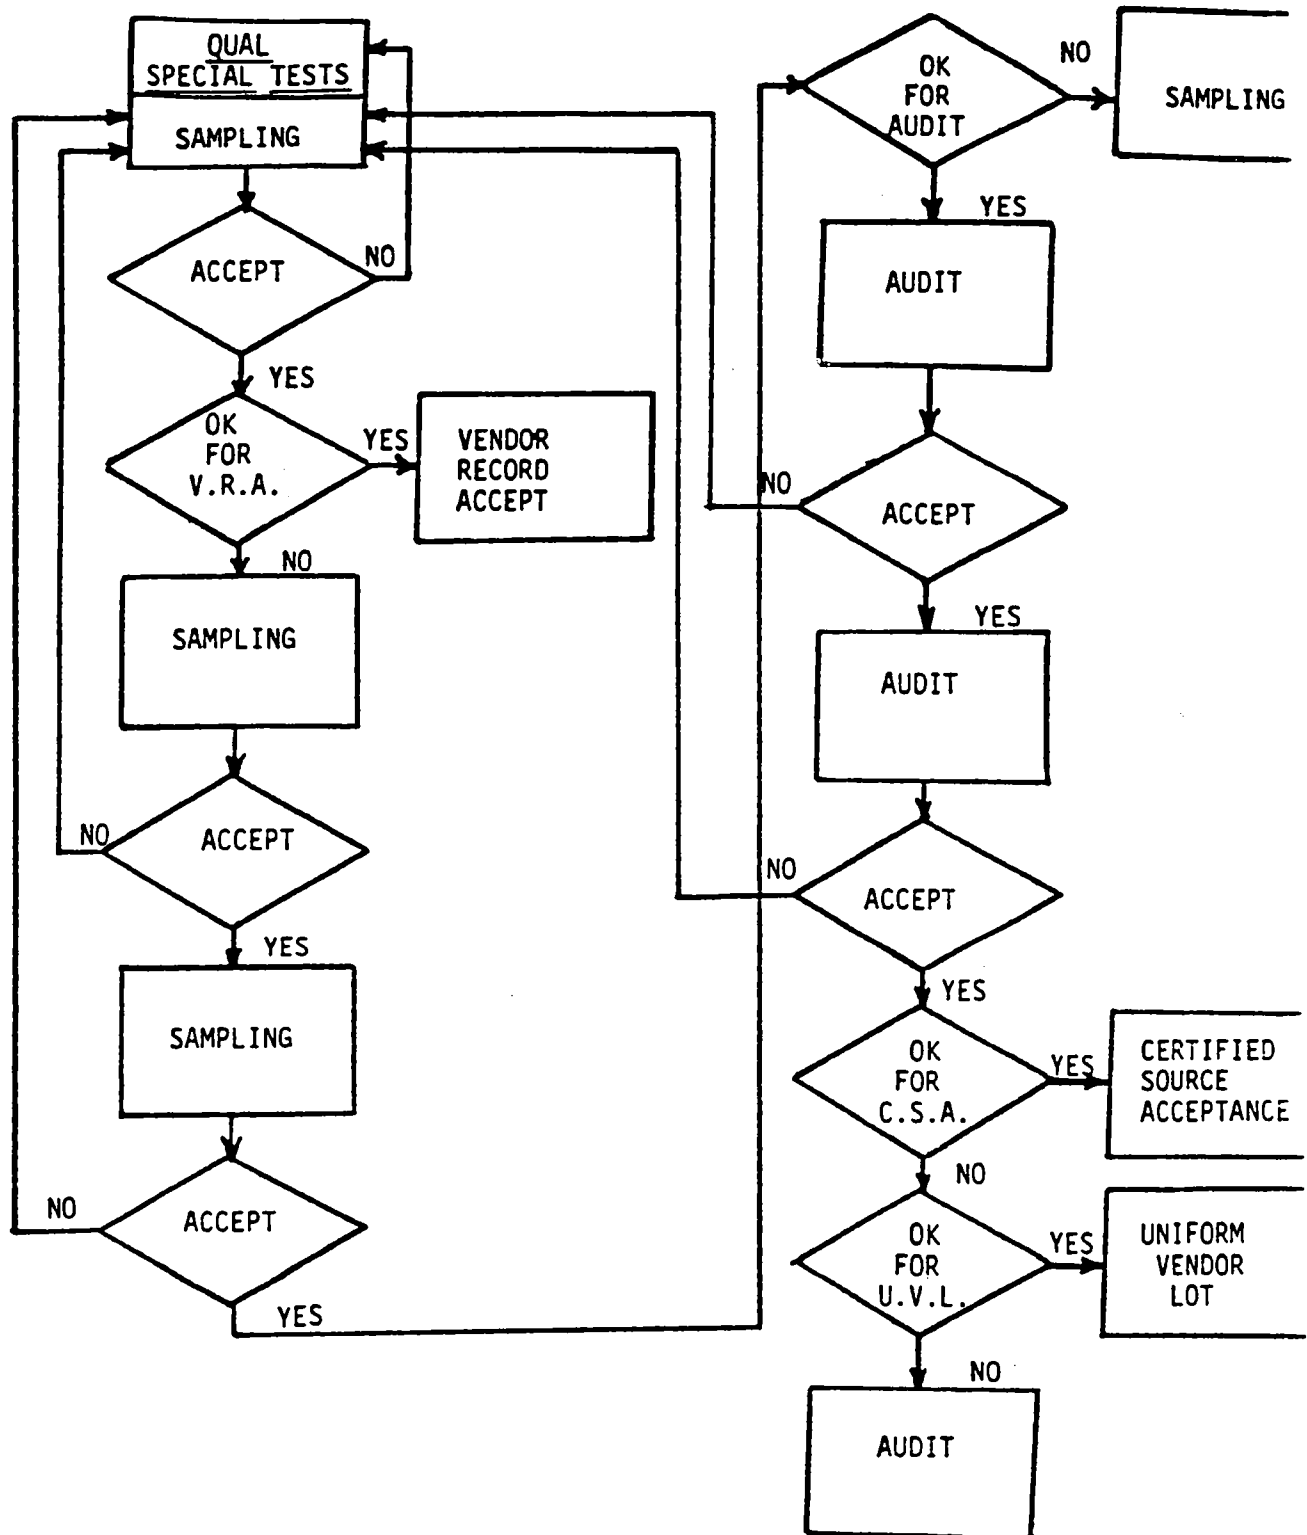 QUAL
SPECIAL TESTS
SAMPLING
ACCEPT
NO
YES
OK
FOR
V.R.A.
YES
VENDOR
RECORD
ACCEPT
NO
SAMPLING
ACCEPT
NO
YES
SAMPLING
ACCEPT
NO
YES
OK
FOR
AUDIT
NO
SAMPLING
YES
AUDIT
ACCEPT
NO
YES
AUDIT
ACCEPT
NO
YES
OK
FOR
C.S.A.
YES
CERTIFIED
SOURCE
ACCEPTANCE
NO
OK
FOR
U.V.L.
YES
UNIFORM
VENDOR
LOT
NO
AUDIT